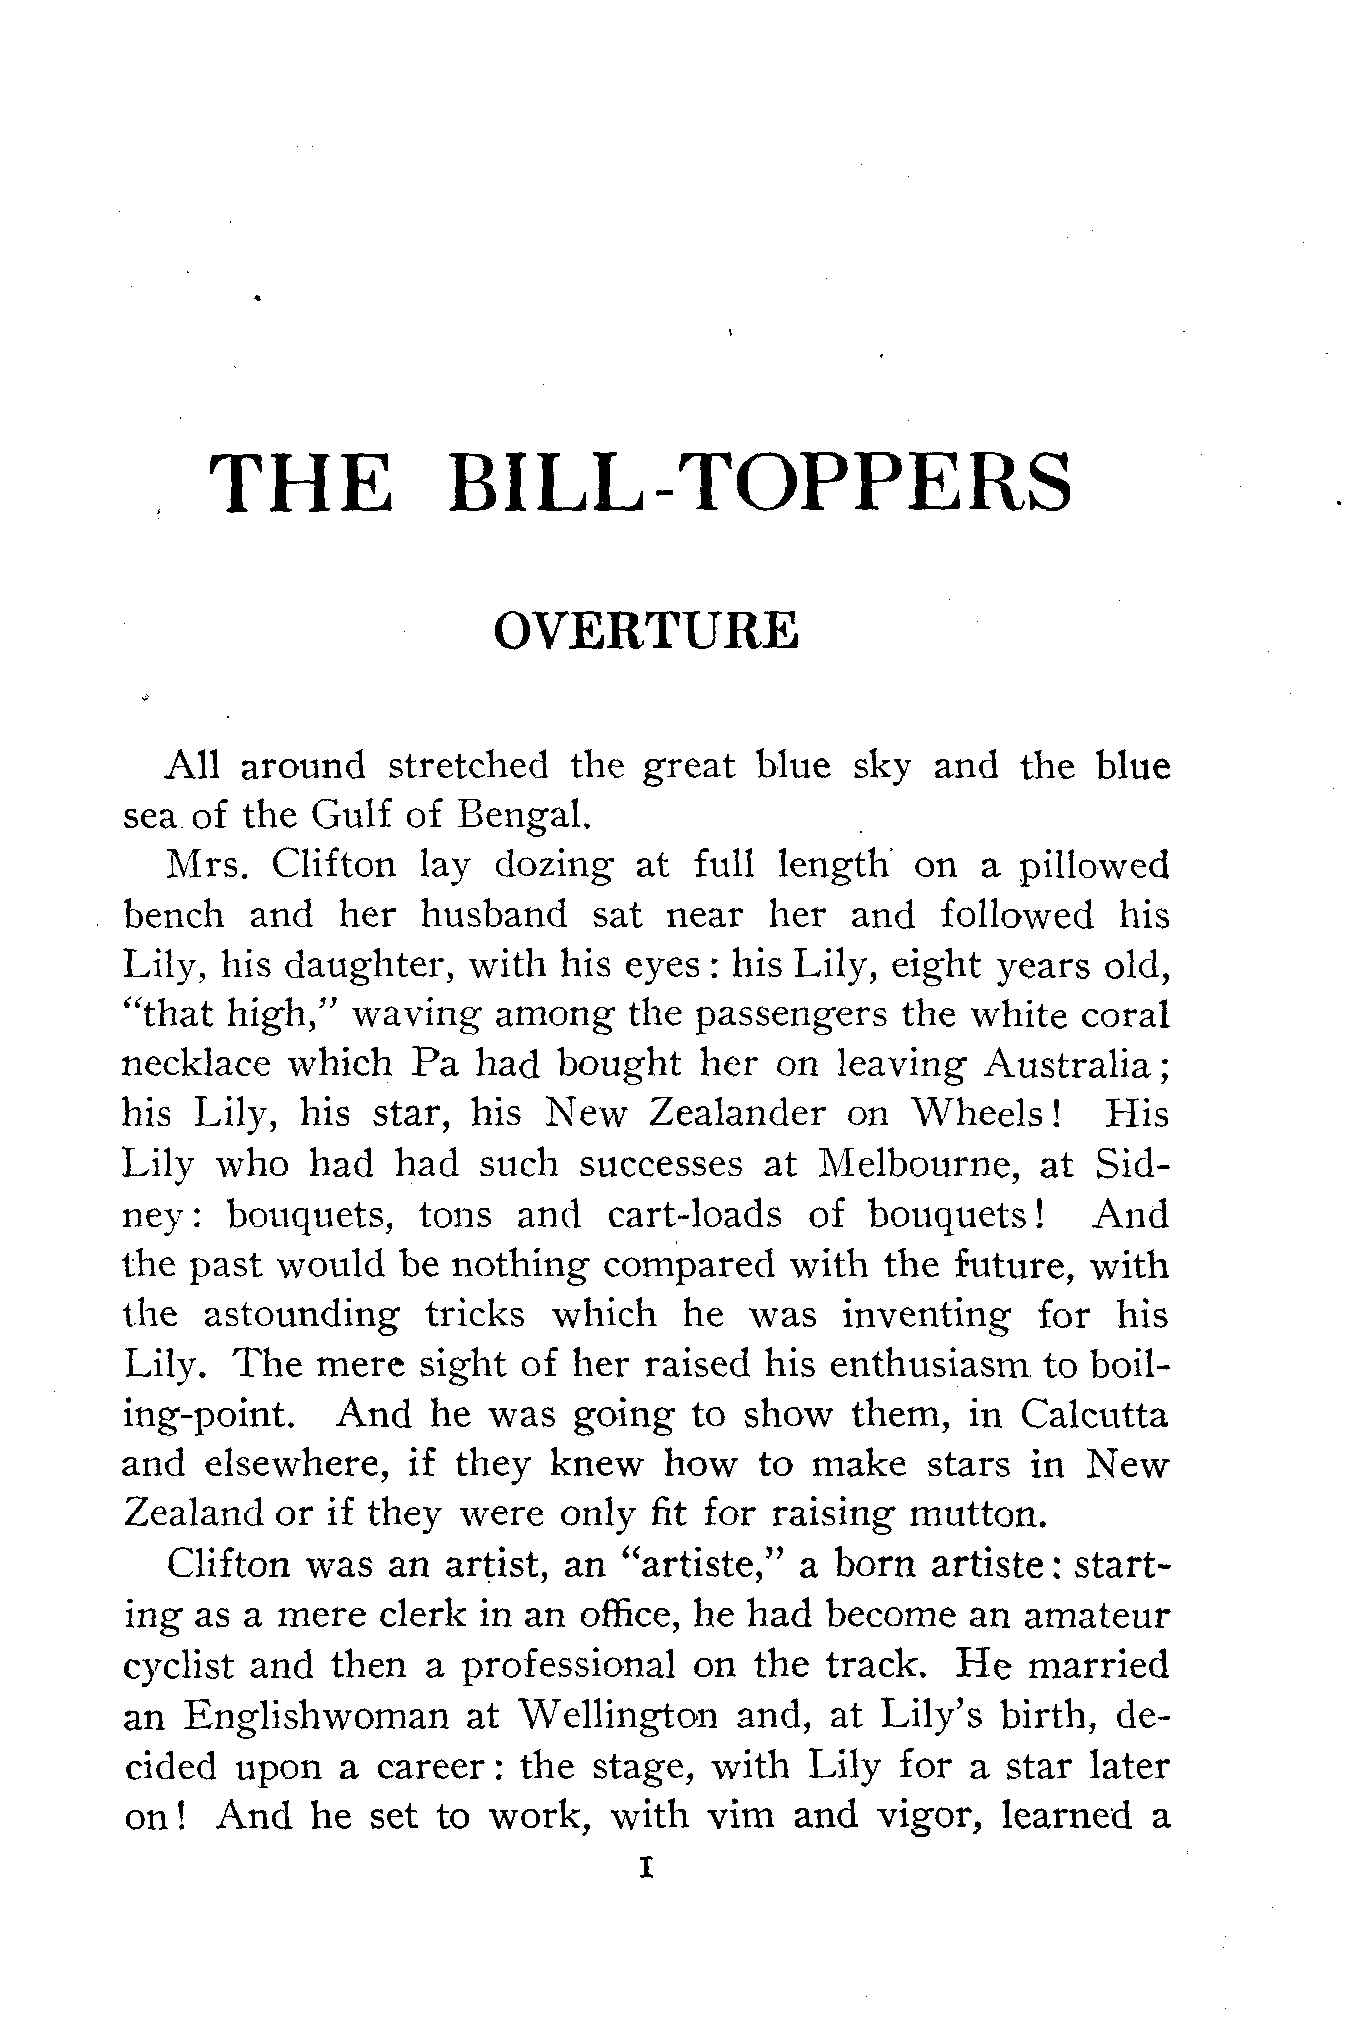 THE BILL-TOPPERS
OVERTURE
All around stretched the great blue sky and the blue
sea of the Gulf of Bengal.
Mrs. Clifton lay dozing at full length on a pillowed
bench and her husband sat near her and followed his
Lily, his daughter, with his eyes: his Lily, eight years old,
“that high,” waving among the passengers the white coral
necklace which Pa had bought her on leaving Australia;
his Lily, his star, his New Zealander on Wheels! His
Lily who had had such successes at Melbourne, at Sid-
ney: bouquets, tons and cart-loads of bouquets! And
the past would be nothing compared with the future, with
the astounding tricks which he was inventing for his
Lily. The mere sight of her raised his enthusiasm to boil-
ing-point. And he was going to show them, in Calcutta
and elsewhere, if they knew how to make stars in New
Zealand or if they were only fit for raising mutton.
Clifton was an artist, an “artiste,” a born artiste: start-
ing as a mere clerk in an office, he had become an amateur
cyclist and then a professional on the track. He married
an Englishwoman at Wellington and, at Lily’s birth, de-
cided upon a career: the stage, with Lily for a star later
on! And he set to work, with vim and vigor, learned a
1